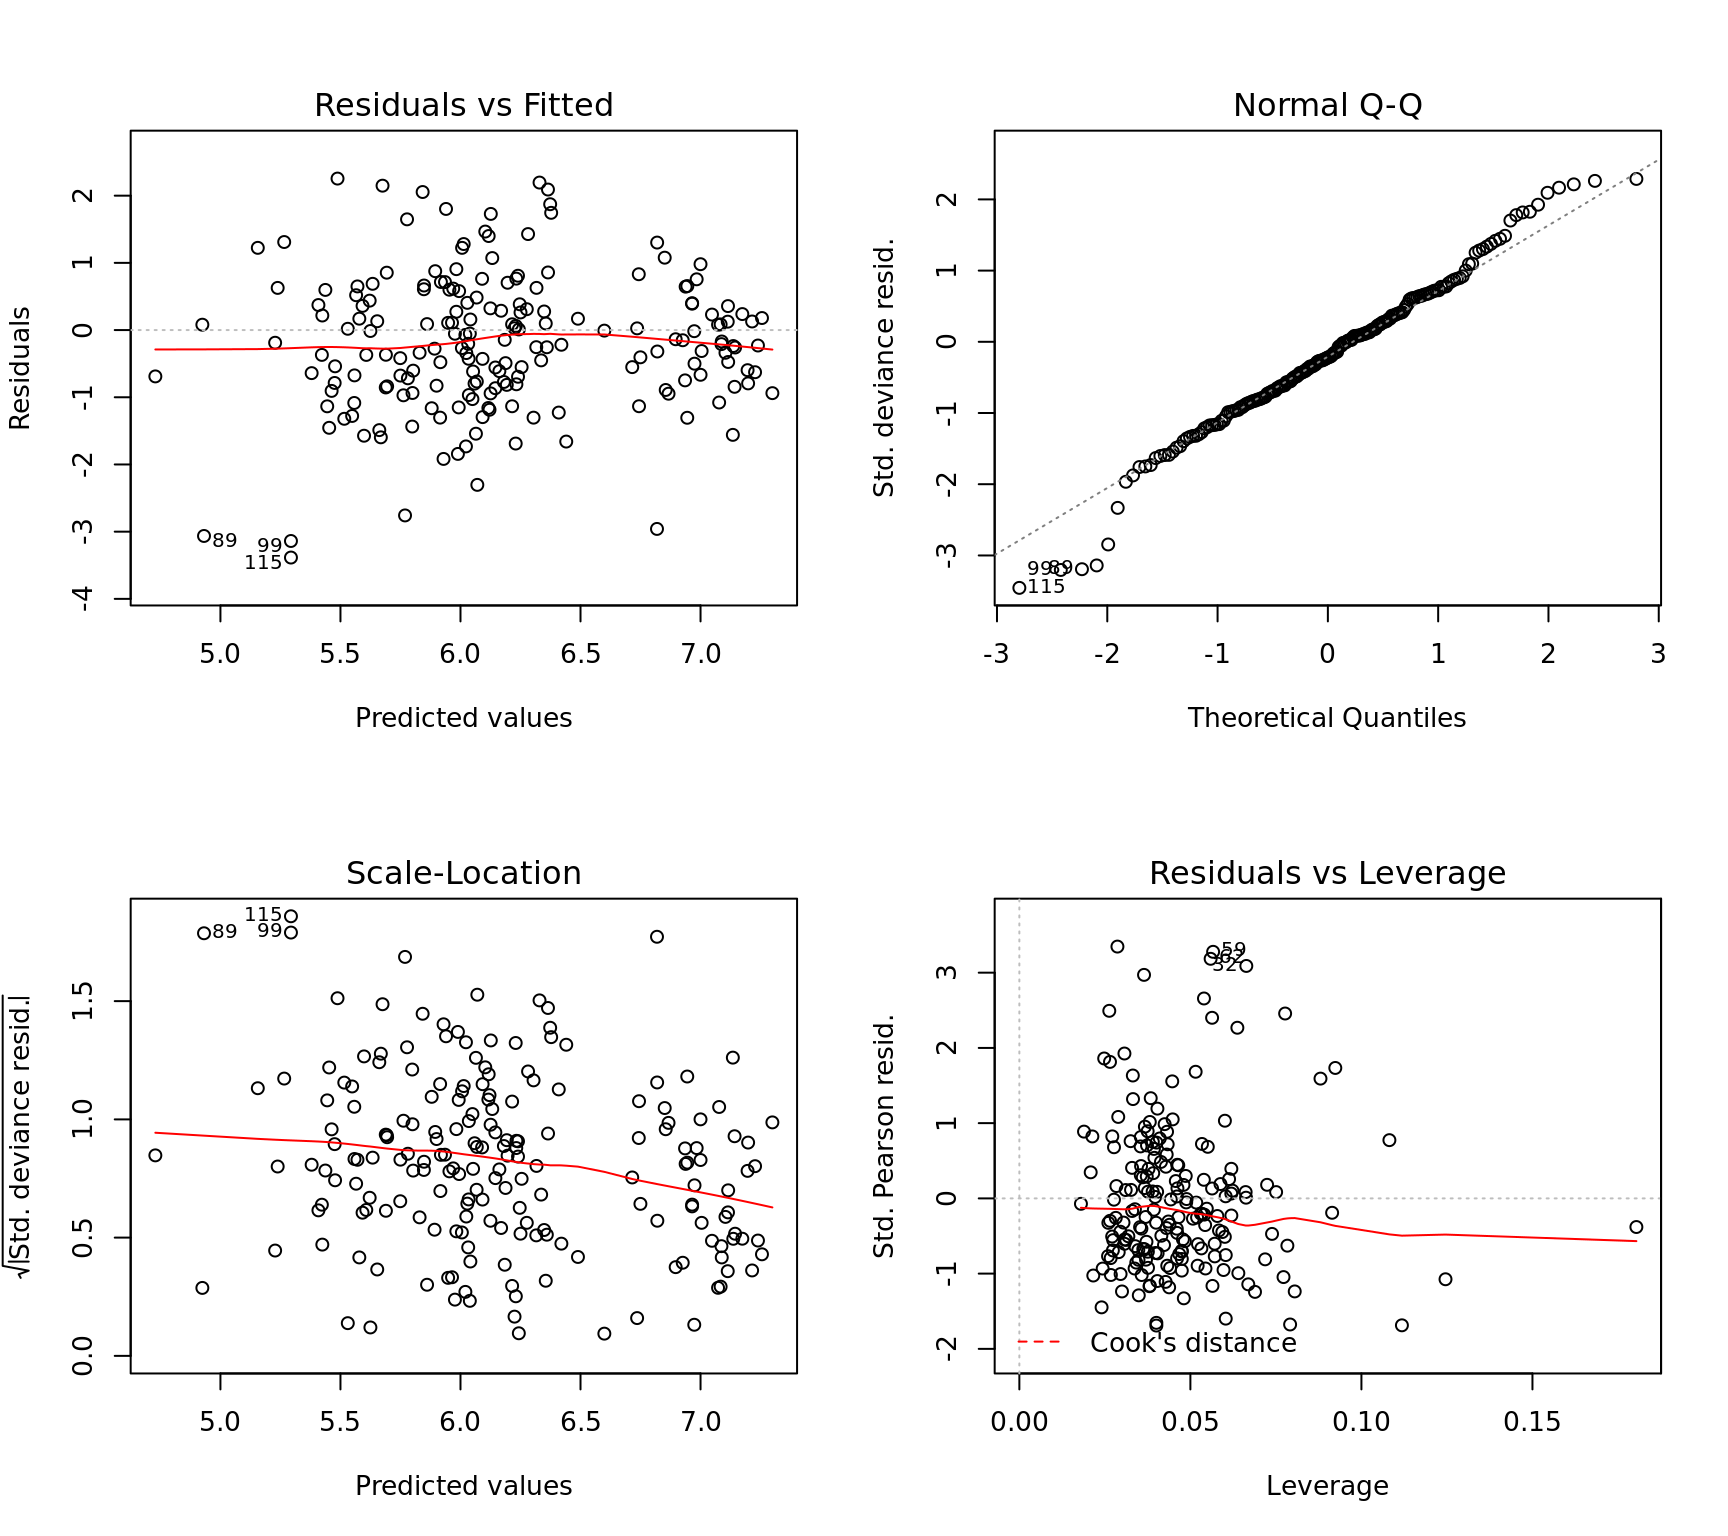 Residuals vs Fitted
Residuals
2
1
0
-1
-2
-3
-4
89
99
115
5.0 5.5 6.0 6.5 7.0
Predicted values
Normal Q-Q
Std. deviance resid.
2
1
0
-1
-2
-3
99
89
115
-3 -2 -1 0 1 2 3
Theoretical Quantiles
Scale-Location
√|Std. deviance resid.|
1.5
1.0
0.5
0.0
115
89
99
5.0 5.5 6.0 6.5 7.0
Predicted values
Residuals vs Leverage
Std. Pearson resid.
3
2
1
0
-1
-2
59
Cook's distance
0.00 0.05 0.10 0.15
Leverage